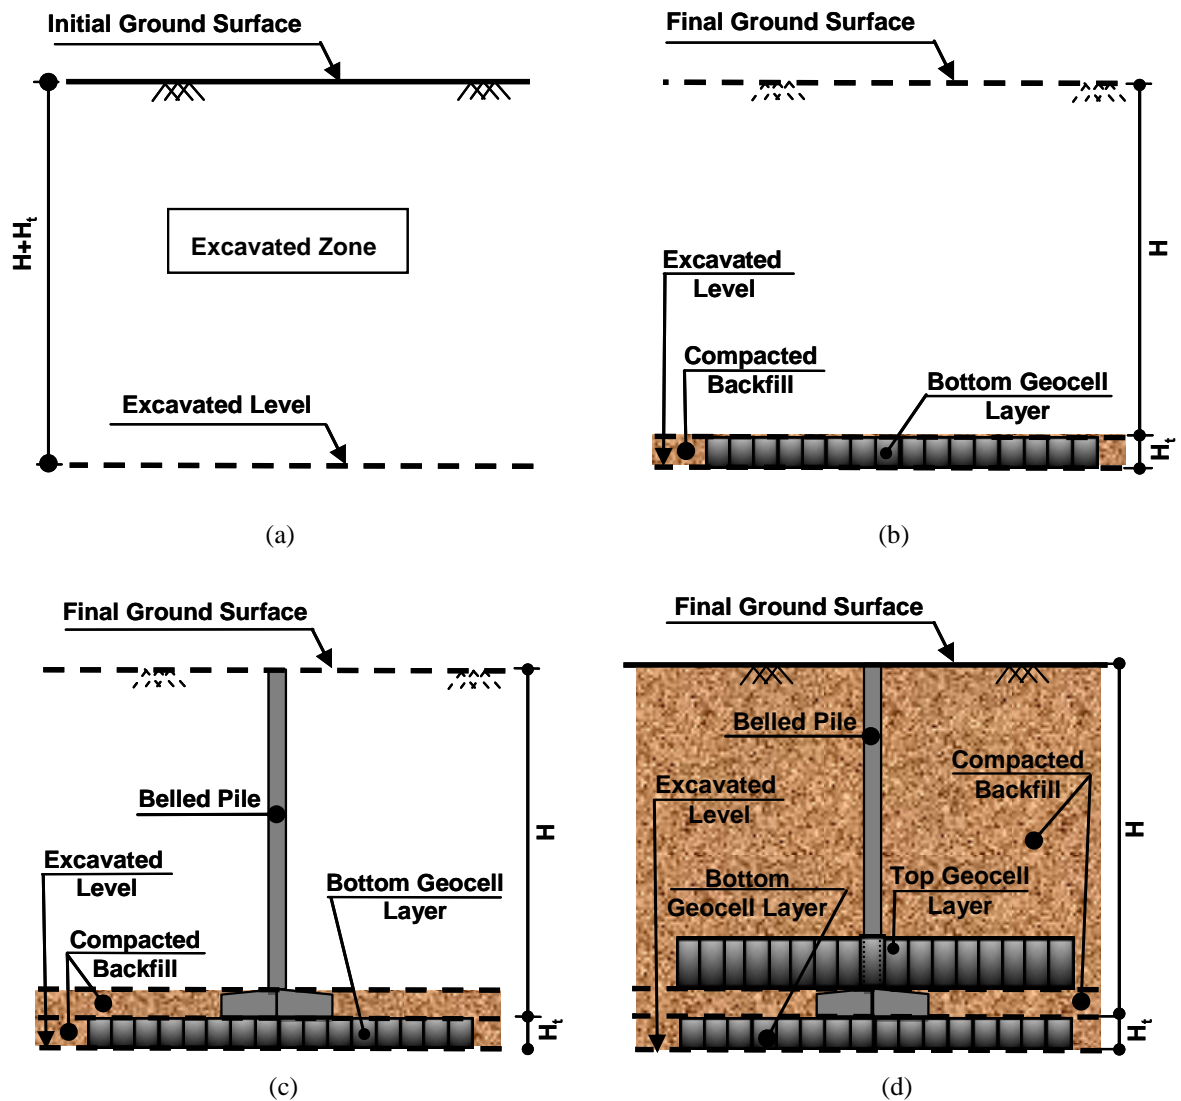 Initial Ground Surface
H+Ht
Excavated Zone
Excavated Level
(a)
Final Ground Surface
H
Excavated
Level
Compacted
Backfill
Bottom Geocell
Layer
Ht
(b)
Final Ground Surface
Belled Pile
H
Excavated
Level
Bottom Geocell
Layer
Compacted
Backfill
Ht
(c)
Final Ground Surface
Belled Pile
Compacted
Backfill
Excavated
Level
H
Bottom
Geocell Layer
Top Geocell
Layer
Ht
(d)